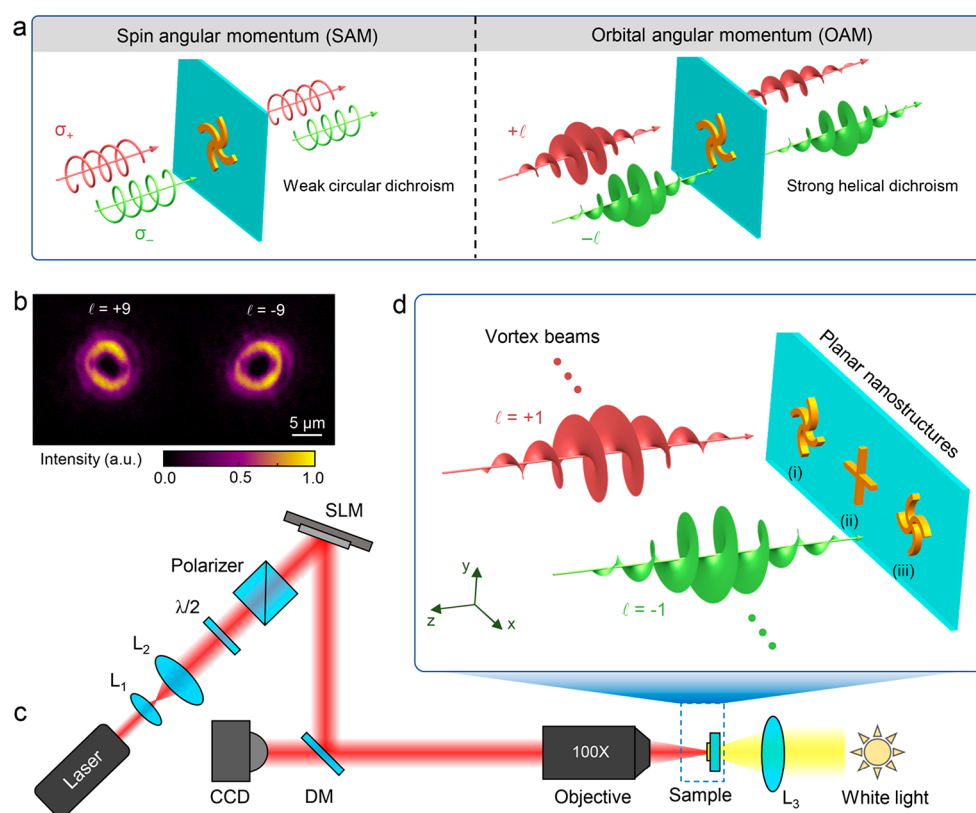 a
Spin angular momentum (SAM)
Orbital angular momentum (OAM)
σ+
σ–
Weak circular dichroism
+ℓ
–ℓ
Strong helical dichroism
b
ℓ = +9
ℓ = -9
5 μm
Intensity (a.u.)
0.0
0.5
1.0
d
Vortex beams
ℓ = +1
ℓ = -1
Planar nanostructures
(i)
(ii)
(iii)
y
z
x
c
SLM
Polarizer
λ/2
L₂
L₁
Laser
CCD
DM
100X
Objective
Sample
L₃
White light